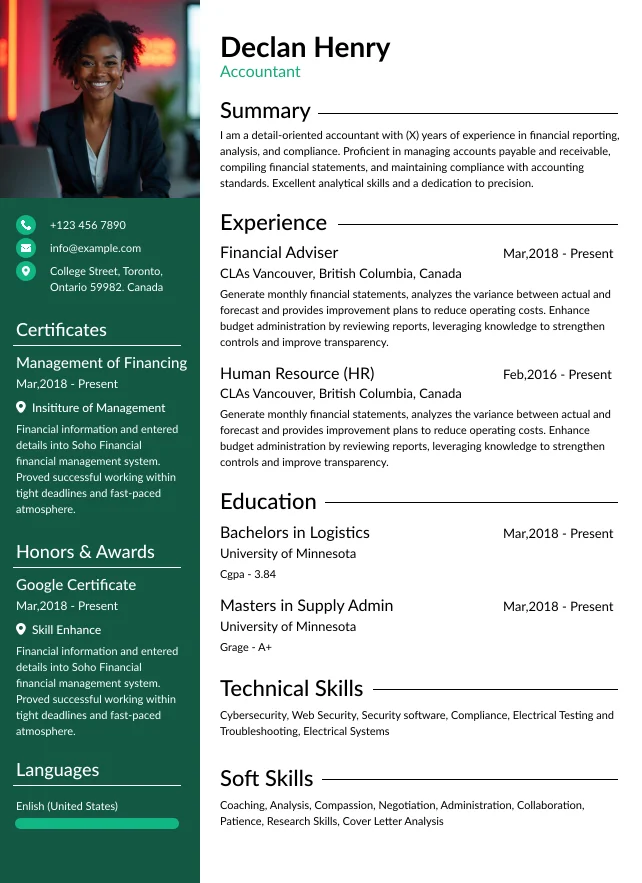 Declan Henry
Accountant
+123 456 7890
info@example.com
College Street, Toronto,
Ontario 59982. Canada
Certificates
Management of Financing
Mar,2018 - Present
Insititure of Management
Financial information and entered
details into Soho Financial
financial management system.
Proved successful working within
tight deadlines and fast-paced
atmosphere.
Honors & Awards
Google Certificate
Mar,2018 - Present
Skill Enhance
Financial information and entered
details into Soho Financial
financial management system.
Proved successful working within
tight deadlines and fast-paced
atmosphere.
Languages
Enlish (United States)
Summary
I am a detail-oriented accountant with (X) years of experience in financial reporting,
analysis, and compliance. Proficient in managing accounts payable and receivable,
compiling financial statements, and maintaining compliance with accounting
standards. Excellent analytical skills and a dedication to precision.
Experience
Financial Adviser Mar,2018 - Present
CLAs Vancouver, British Columbia, Canada
Generate monthly financial statements, analyzes the variance between actual and
forecast and provides improvement plans to reduce operating costs. Enhance
budget administration by reviewing reports, leveraging knowledge to strengthen
controls and improve transparency.
Human Resource (HR) Feb,2016 - Present
CLAs Vancouver, British Columbia, Canada
Generate monthly financial statements, analyzes the variance between actual and
forecast and provides improvement plans to reduce operating costs. Enhance
budget administration by reviewing reports, leveraging knowledge to strengthen
controls and improve transparency.
Education
Bachelors in Logistics Mar,2018 - Present
University of Minnesota
Cgpa - 3.84
Masters in Supply Admin Mar,2018 - Present
University of Minnesota
Grage - A+
Technical Skills
Cybersecurity, Web Security, Security software, Compliance, Electrical Testing and
Troubleshooting, Electrical Systems
Soft Skills
Coaching, Analysis, Compassion, Negotiation, Administration, Collaboration,
Patience, Research Skills, Cover Letter Analysis